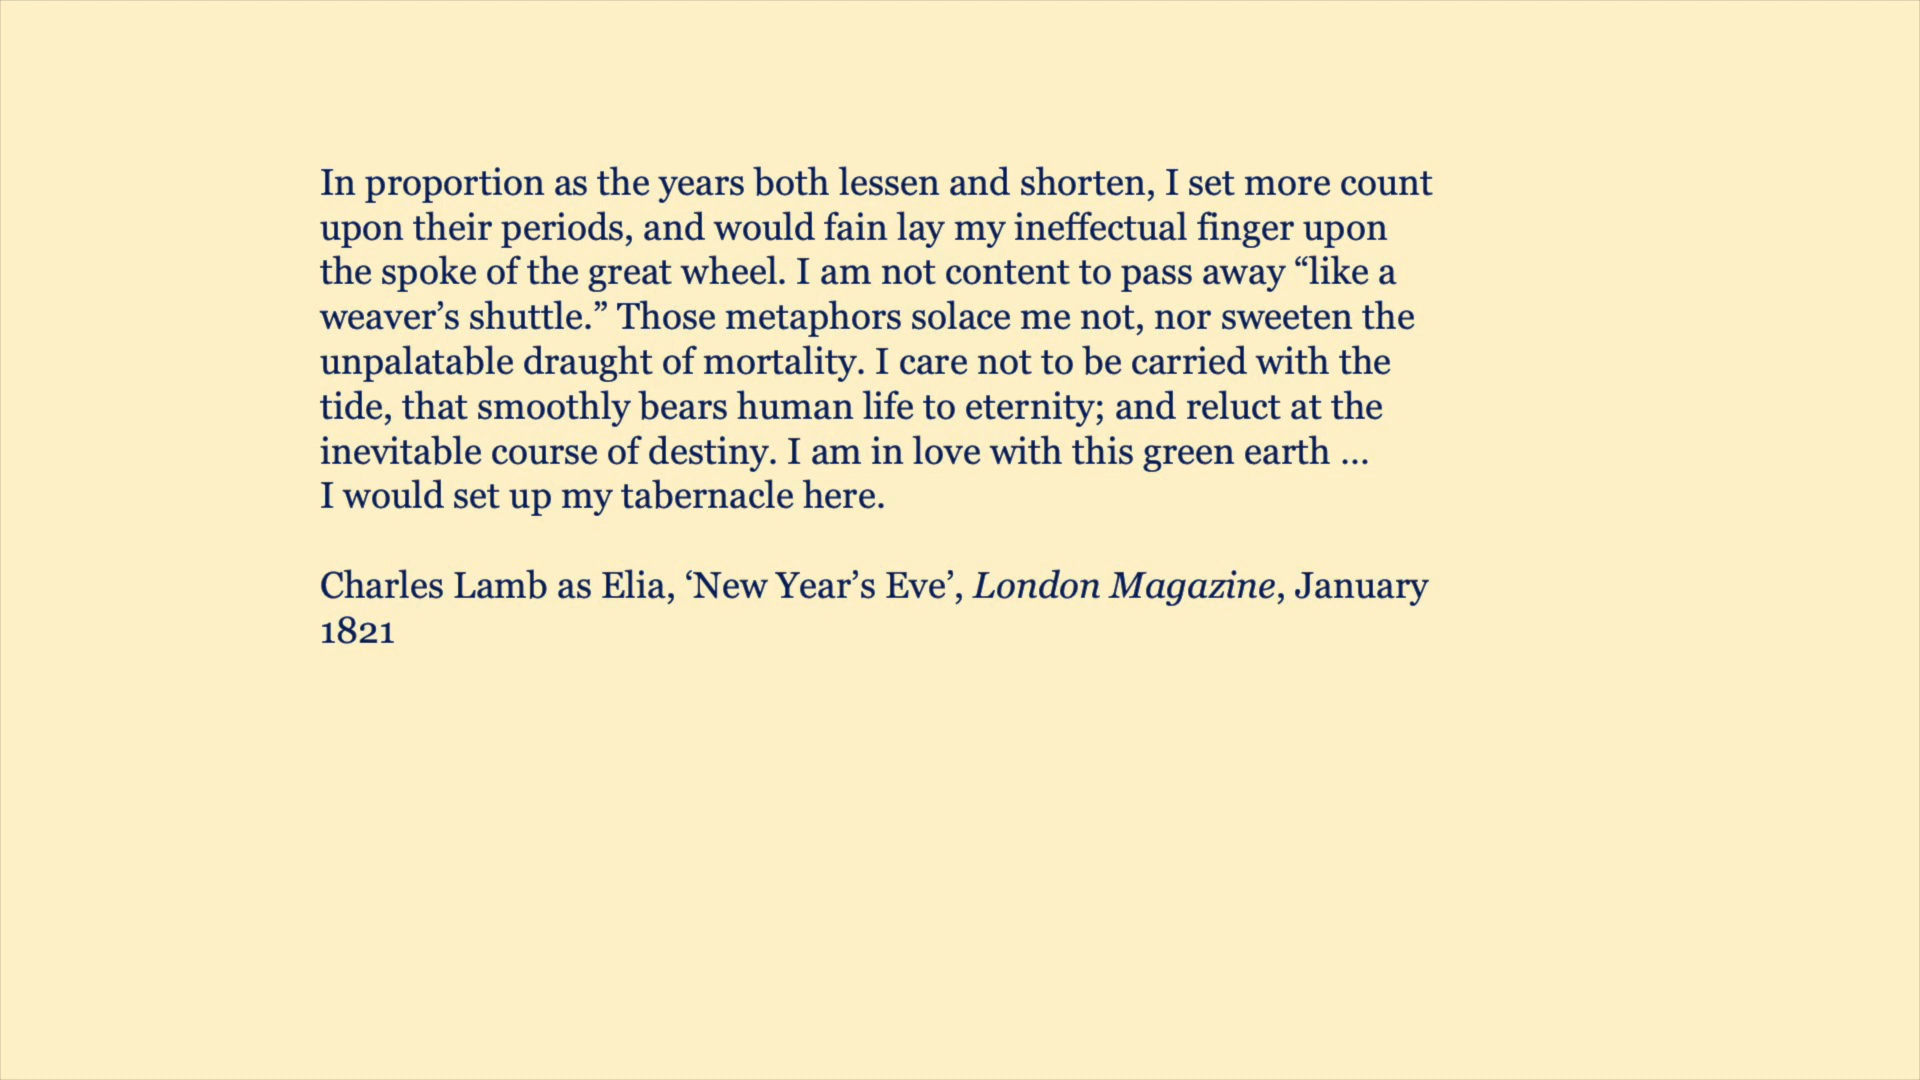 In proportion as the years both lessen and shorten, I set more count
upon their periods, and would fain lay my ineffectual finger upon
the spoke of the great wheel. I am not content to pass away “like a
weaver’s shuttle.” Those metaphors solace me not, nor sweeten the
unpalatable draught of mortality. I care not to be carried with the
tide, that smoothly bears human life to eternity; and reluct at the
inevitable course of destiny. I am in love with this green earth ...
I would set up my tabernacle here.
Charles Lamb as Elia, ‘New Year’s Eve’, London Magazine, January
1821